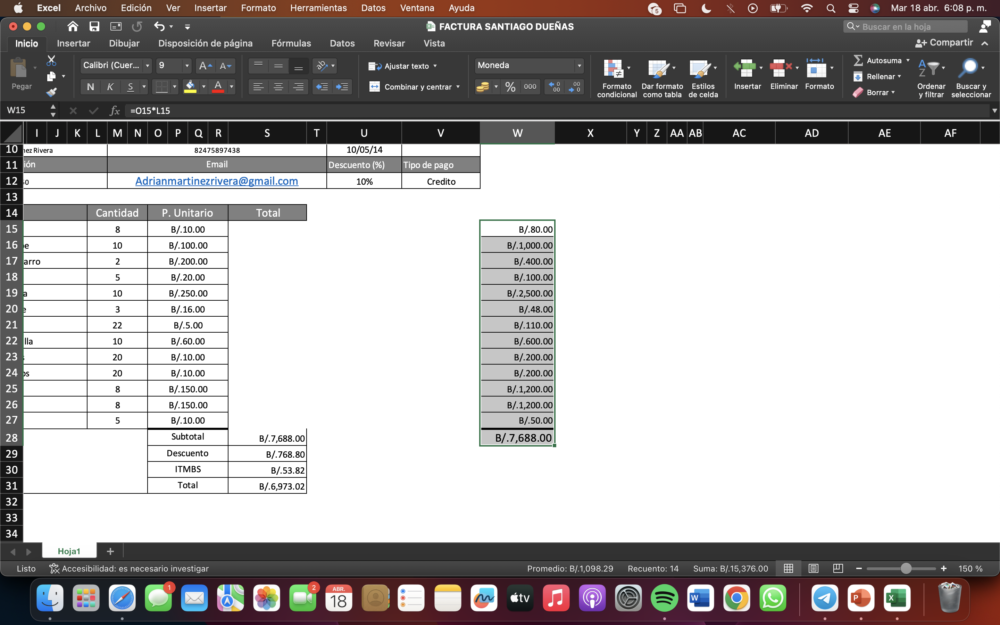 Excel Archivo Edición Ver Insertar Formato Herramientas Datos Ventana Ayuda 5 Mar 18 abr. 6:08 p. m.
FACTURA SANTIAGO DUEÑAS Buscar en la hoja
Inicio Insertar Dibujar Disposición de página Fórmulas Datos Revisar Vista Compartir
Pegar
Calibri (Cuer... 9 A A
N K S A
ab
Ajustar texto
Combinar y centrar
Moneda
% 000
Formato condicional
Dar formato como tabla
Estilos de celda
Insertar Eliminar Formato
Autosuma
Rellenar
Borrar
Ordenar y filtrar
Buscar y seleccionar
W15 fx =O15*L15
I J K L M N O P Q R S T U V W X Y Z AA AB AC AD AE AF
10 nez Rivera 82475897438 10/05/14
11 ión Email Descuento (%) Tipo de pago
12 Adrianmartinezrivera@gmail.com 10% Credito
13
14 Cantidad P. Unitario Total
15 8 B/.10.00 B/.80.00
16 e 10 B/.100.00 B/.1,000.00
17 arro 2 B/.200.00 B/.400.00
18 5 B/.20.00 B/.100.00
19 a 10 B/.250.00 B/.2,500.00
20 e 3 B/.16.00 B/.48.00
21 22 B/.5.00 B/.110.00
22 lla 10 B/.60.00 B/.600.00
23 20 B/.10.00 B/.200.00
24 os 20 B/.10.00 B/.200.00
25 8 B/.150.00 B/.1,200.00
26 8 B/.150.00 B/.1,200.00
27 5 B/.10.00 B/.50.00
28 Subtotal B/.7,688.00 B/.7,688.00
29 Descuento B/.768.80
30 ITMBS B/.53.82
31 Total B/.6,973.02
32
33
34
Hoja1 +
Listo Accesibilidad: es necesario investigar Promedio: B/.1,098.29 Recuento: 14 Suma: B/.15,376.00 − + 150 %
1 2 ABR. 18 tv W P X